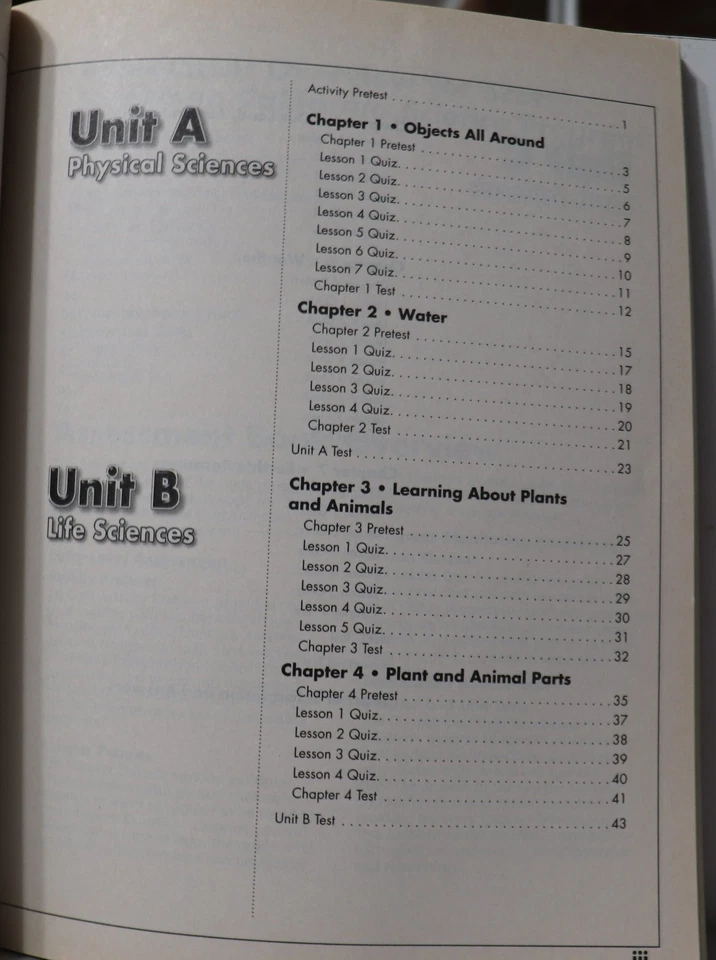 Unit A
Physical Sciences
Activity Pretest . . . . . . . . . . . . . . . . . . . . . . . . . 1
Chapter 1 • Objects All Around
Chapter 1 Pretest . . . . . . . . . . . . . . . . . . . . . . 3
Lesson 1 Quiz. . . . . . . . . . . . . . . . . . . . . . . . . 5
Lesson 2 Quiz. . . . . . . . . . . . . . . . . . . . . . . . . 6
Lesson 3 Quiz. . . . . . . . . . . . . . . . . . . . . . . . . 7
Lesson 4 Quiz. . . . . . . . . . . . . . . . . . . . . . . . . 8
Lesson 5 Quiz. . . . . . . . . . . . . . . . . . . . . . . . . 9
Lesson 6 Quiz. . . . . . . . . . . . . . . . . . . . . . . . . 10
Lesson 7 Quiz. . . . . . . . . . . . . . . . . . . . . . . . . 11
Chapter 1 Test . . . . . . . . . . . . . . . . . . . . . . . . 12
Chapter 2 • Water
Chapter 2 Pretest . . . . . . . . . . . . . . . . . . . . . . 15
Lesson 1 Quiz. . . . . . . . . . . . . . . . . . . . . . . . . 17
Lesson 2 Quiz. . . . . . . . . . . . . . . . . . . . . . . . . 18
Lesson 3 Quiz. . . . . . . . . . . . . . . . . . . . . . . . . 19
Lesson 4 Quiz. . . . . . . . . . . . . . . . . . . . . . . . . 20
Chapter 2 Test . . . . . . . . . . . . . . . . . . . . . . . . 21
Unit A Test . . . . . . . . . . . . . . . . . . . . . . . . . . . 23
Unit B
Life Sciences
Chapter 3 • Learning About Plants
and Animals
Chapter 3 Pretest . . . . . . . . . . . . . . . . . . . . . . 25
Lesson 1 Quiz. . . . . . . . . . . . . . . . . . . . . . . . . 27
Lesson 2 Quiz. . . . . . . . . . . . . . . . . . . . . . . . . 28
Lesson 3 Quiz. . . . . . . . . . . . . . . . . . . . . . . . . 29
Lesson 4 Quiz. . . . . . . . . . . . . . . . . . . . . . . . . 30
Lesson 5 Quiz. . . . . . . . . . . . . . . . . . . . . . . . . 31
Chapter 3 Test . . . . . . . . . . . . . . . . . . . . . . . . 32
Chapter 4 • Plant and Animal Parts
Chapter 4 Pretest . . . . . . . . . . . . . . . . . . . . . . 35
Lesson 1 Quiz. . . . . . . . . . . . . . . . . . . . . . . . . 37
Lesson 2 Quiz. . . . . . . . . . . . . . . . . . . . . . . . . 38
Lesson 3 Quiz. . . . . . . . . . . . . . . . . . . . . . . . . 39
Lesson 4 Quiz. . . . . . . . . . . . . . . . . . . . . . . . . 40
Chapter 4 Test . . . . . . . . . . . . . . . . . . . . . . . . 41
Unit B Test . . . . . . . . . . . . . . . . . . . . . . . . . . . 43
iii